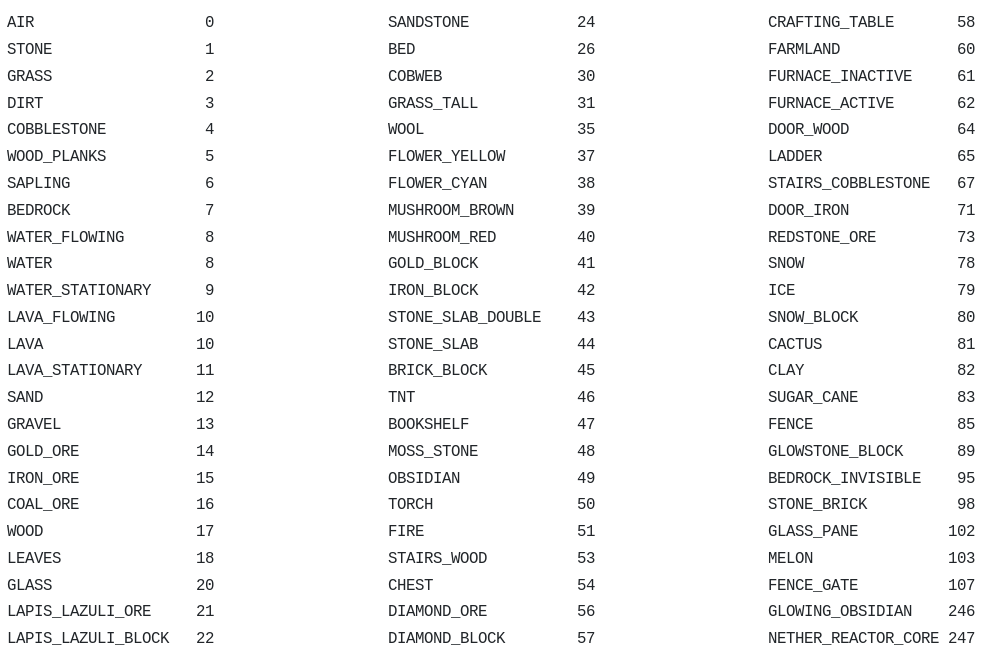 AIR 0 SANDSTONE 24 CRAFTING_TABLE 58
STONE 1 BED 26 FARMLAND 60
GRASS 2 COBWEB 30 FURNACE_INACTIVE 61
DIRT 3 GRASS_TALL 31 FURNACE_ACTIVE 62
COBBLESTONE 4 WOOL 35 DOOR_WOOD 64
WOOD_PLANKS 5 FLOWER_YELLOW 37 LADDER 65
SAPLING 6 FLOWER_CYAN 38 STAIRS_COBBLESTONE 67
BEDROCK 7 MUSHROOM_BROWN 39 DOOR_IRON 71
WATER_FLOWING 8 MUSHROOM_RED 40 REDSTONE_ORE 73
WATER 8 GOLD_BLOCK 41 SNOW 78
WATER_STATIONARY 9 IRON_BLOCK 42 ICE 79
LAVA_FLOWING 10 STONE_SLAB_DOUBLE 43 SNOW_BLOCK 80
LAVA 10 STONE_SLAB 44 CACTUS 81
LAVA_STATIONARY 11 BRICK_BLOCK 45 CLAY 82
SAND 12 TNT 46 SUGAR_CANE 83
GRAVEL 13 BOOKSHELF 47 FENCE 85
GOLD_ORE 14 MOSS_STONE 48 GLOWSTONE_BLOCK 89
IRON_ORE 15 OBSIDIAN 49 BEDROCK_INVISIBLE 95
COAL_ORE 16 TORCH 50 STONE_BRICK 98
WOOD 17 FIRE 51 GLASS_PANE 102
LEAVES 18 STAIRS_WOOD 53 MELON 103
GLASS 20 CHEST 54 FENCE_GATE 107
LAPIS_LAZULI_ORE 21 DIAMOND_ORE 56 GLOWING_OBSIDIAN 246
LAPIS_LAZULI_BLOCK 22 DIAMOND_BLOCK 57 NETHER_REACTOR_CORE 247